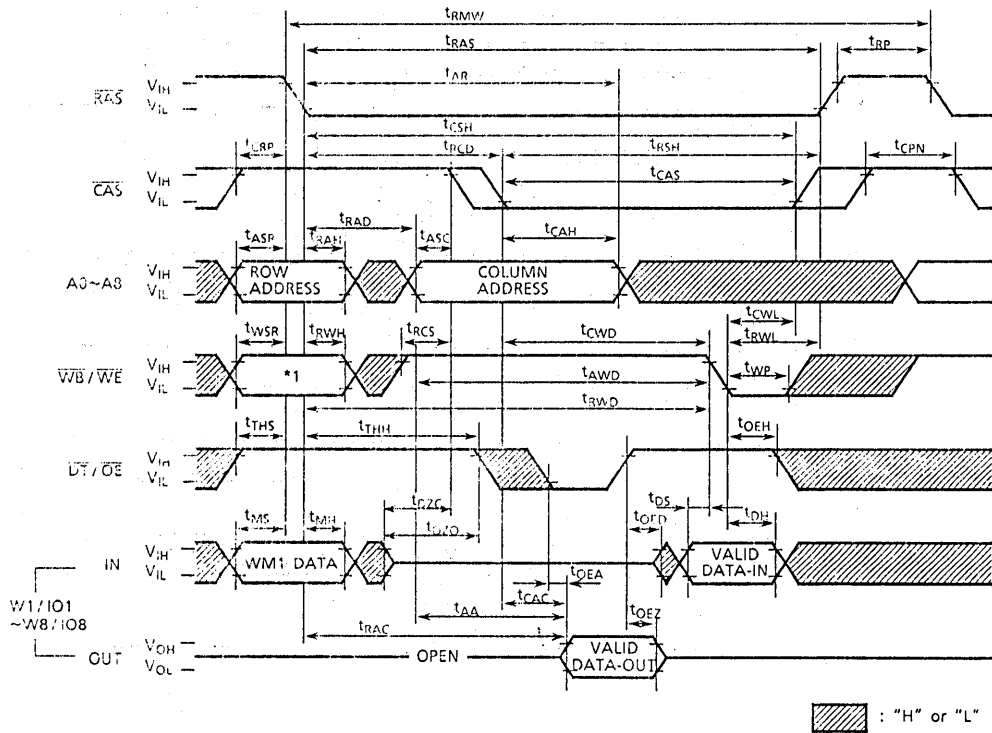 tRMW
tRAS
tRP
tAR
RAS
VIH
VIL
tCSH
tCRP
tRCD
tRSH
tCPN
CAS
VIH
VIL
tCAS
tRAD
tASR
tRAH
tASC
tCAH
A0~A8
VIH
VIL
ROW
ADDRESS
COLUMN
ADDRESS
tCWL
tRWL
tWSR
tRWH
tRCS
tCWD
WB/WE
VIH
VIL
*1
tAWD
tWP
tRWD
tTHS
tTHH
tOEH
DT/OE
VIH
VIL
tDZC
tDZO
tDS
tMS
tMH
tOED
tDH
IN
VIH
VIL
WM1 DATA
VALID
DATA-IN
tOEA
tCAC
tAA
tOEZ
tRAC
W1/IO1
~W8/IO8
OUT
VOH
VOL
OPEN
VALID
DATA-OUT
: "H" or "L"